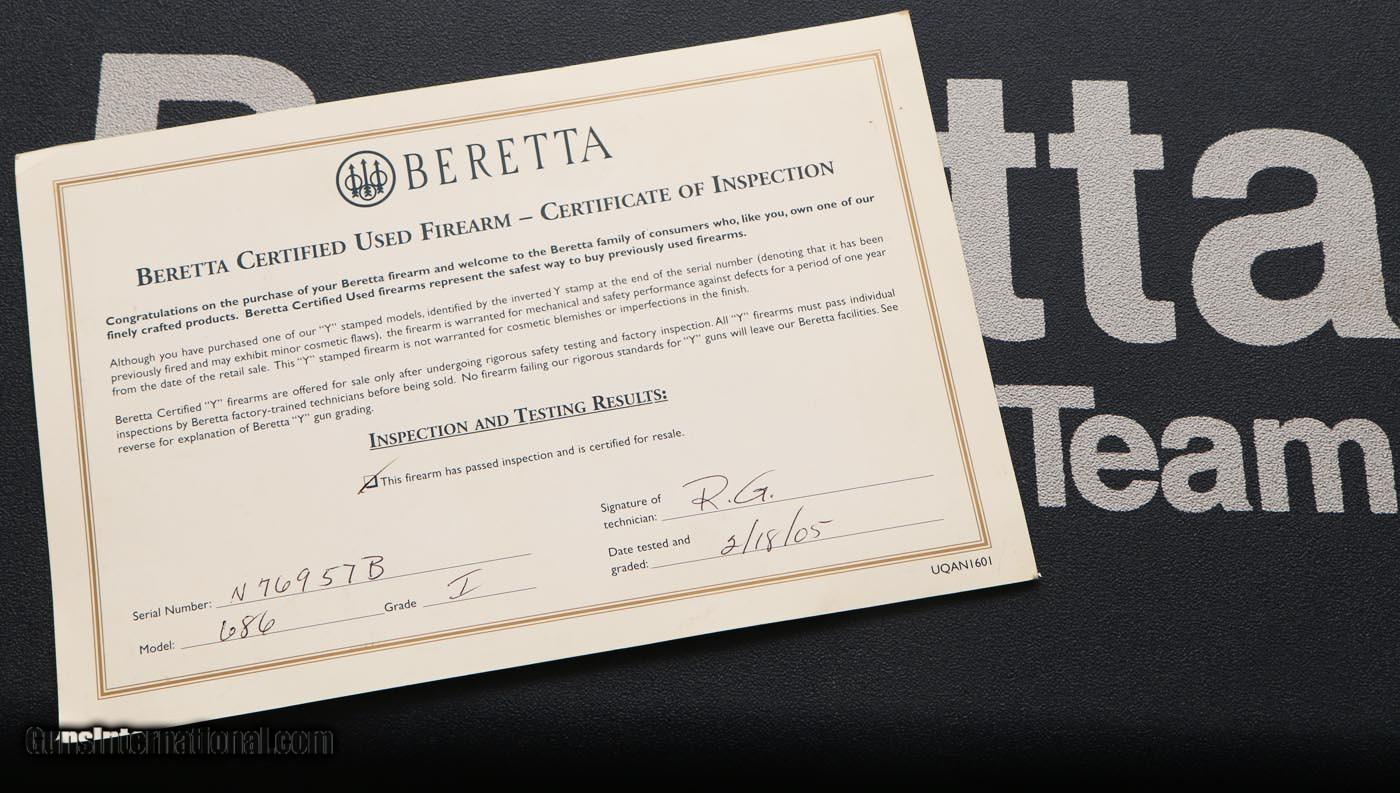 BERETTA
BERETTA CERTIFIED USED FIREARM – CERTIFICATE OF INSPECTION
Congratulations on the purchase of your Beretta firearm and welcome to the Beretta family of consumers who, like you, own one of our
finely crafted products. Beretta Certified Used firearms represent the safest way to buy previously used firearms.
Although you have purchased one of our "Y" stamped models, identified by the inverted Y stamp at the end of the serial number (denoting that it has been
previously fired and may exhibit minor cosmetic flaws), the firearm is warranted for mechanical and safety performance against defects for a period of one year
from the date of the retail sale. This "Y" stamped firearm is not warranted for cosmetic blemishes or imperfections in the finish.
Beretta Certified "Y" firearms are offered for sale only after undergoing rigorous safety testing and factory inspection. All "Y" firearms must pass individual
inspections by Beretta factory-trained technicians before being sold. No firearm failing our rigorous standards for "Y" guns will leave our Beretta facilities. See
reverse for explanation of Beretta "Y" gun grading.
INSPECTION AND TESTING RESULTS:
This firearm has passed inspection and is certified for resale.
Signature of
technician: R.G.
Date tested and
graded: 2/18/05
Serial Number: N76957B
Model: 686 Grade I
UQAN1601
tta
Team
GunsInternational.com